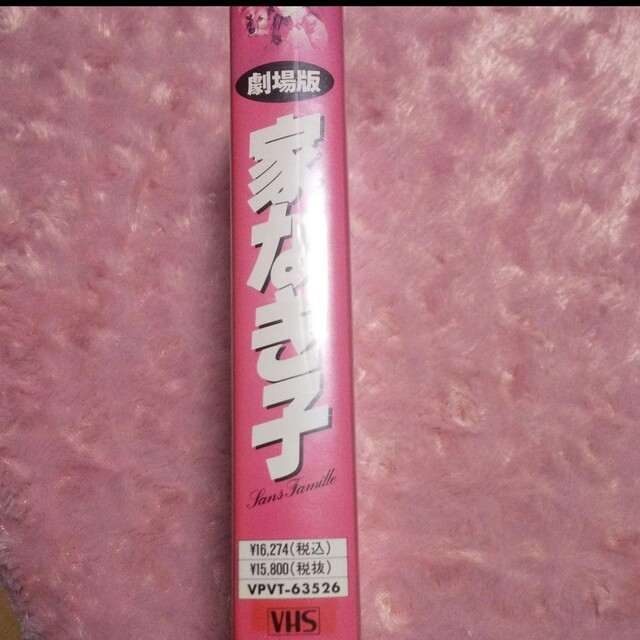 劇場版
家なき子
Sans Famille
¥16,274(税込)
¥15,800(税抜)
VPVT-63526
VHS